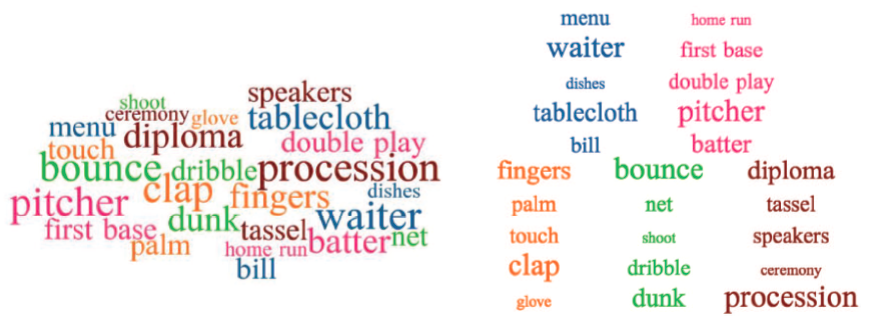 speakers
shoot
ceremony glove tablecloth
menu diploma double play
touch
bounce dribble procession
clap fingers dishes
pitcher dunk waiter
first base tassel batter net
palm home run
bill
menu home run
waiter first base
dishes double play
tablecloth pitcher
bill batter
fingers bounce diploma
palm net tassel
touch shoot speakers
clap dribble ceremony
glove dunk procession